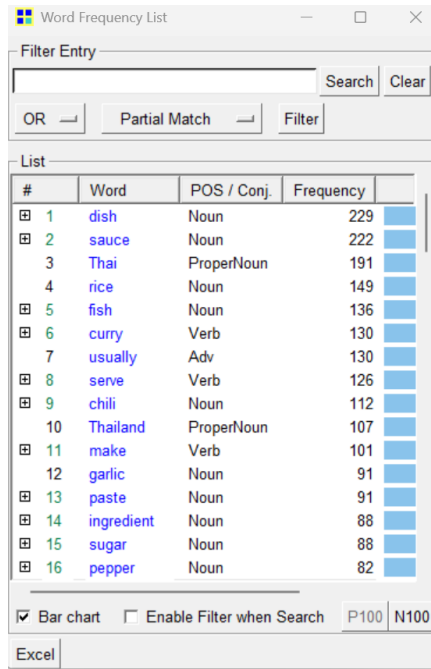 Word Frequency List
Filter Entry
Search Clear
OR Partial Match Filter
List
# Word POS / Conj. Frequency
1 dish Noun 229
2 sauce Noun 222
3 Thai ProperNoun 191
4 rice Noun 149
5 fish Noun 136
6 curry Verb 130
7 usually Adv 130
8 serve Verb 126
9 chili Noun 112
10 Thailand ProperNoun 107
11 make Verb 101
12 garlic Noun 91
13 paste Noun 91
14 ingredient Noun 88
15 sugar Noun 88
16 pepper Noun 82
Bar chart Enable Filter when Search P100 N100
Excel